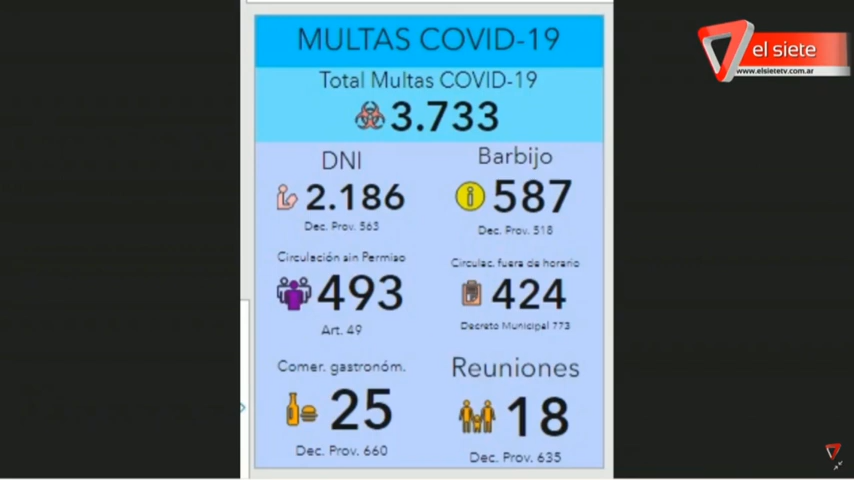 MULTAS COVID-19
Total Multas COVID-19
3.733
DNI
2.186
Dec. Prov. 563
Barbijo
587
Dec. Prov. 518
Circulación sin Permiso
493
Art. 49
Circulac. fuera de horario
424
Decreto Municipal 773
Comer. gastronóm.
25
Dec. Prov. 660
Reuniones
18
Dec. Prov. 635
el siete
www.elsietetv.com.ar